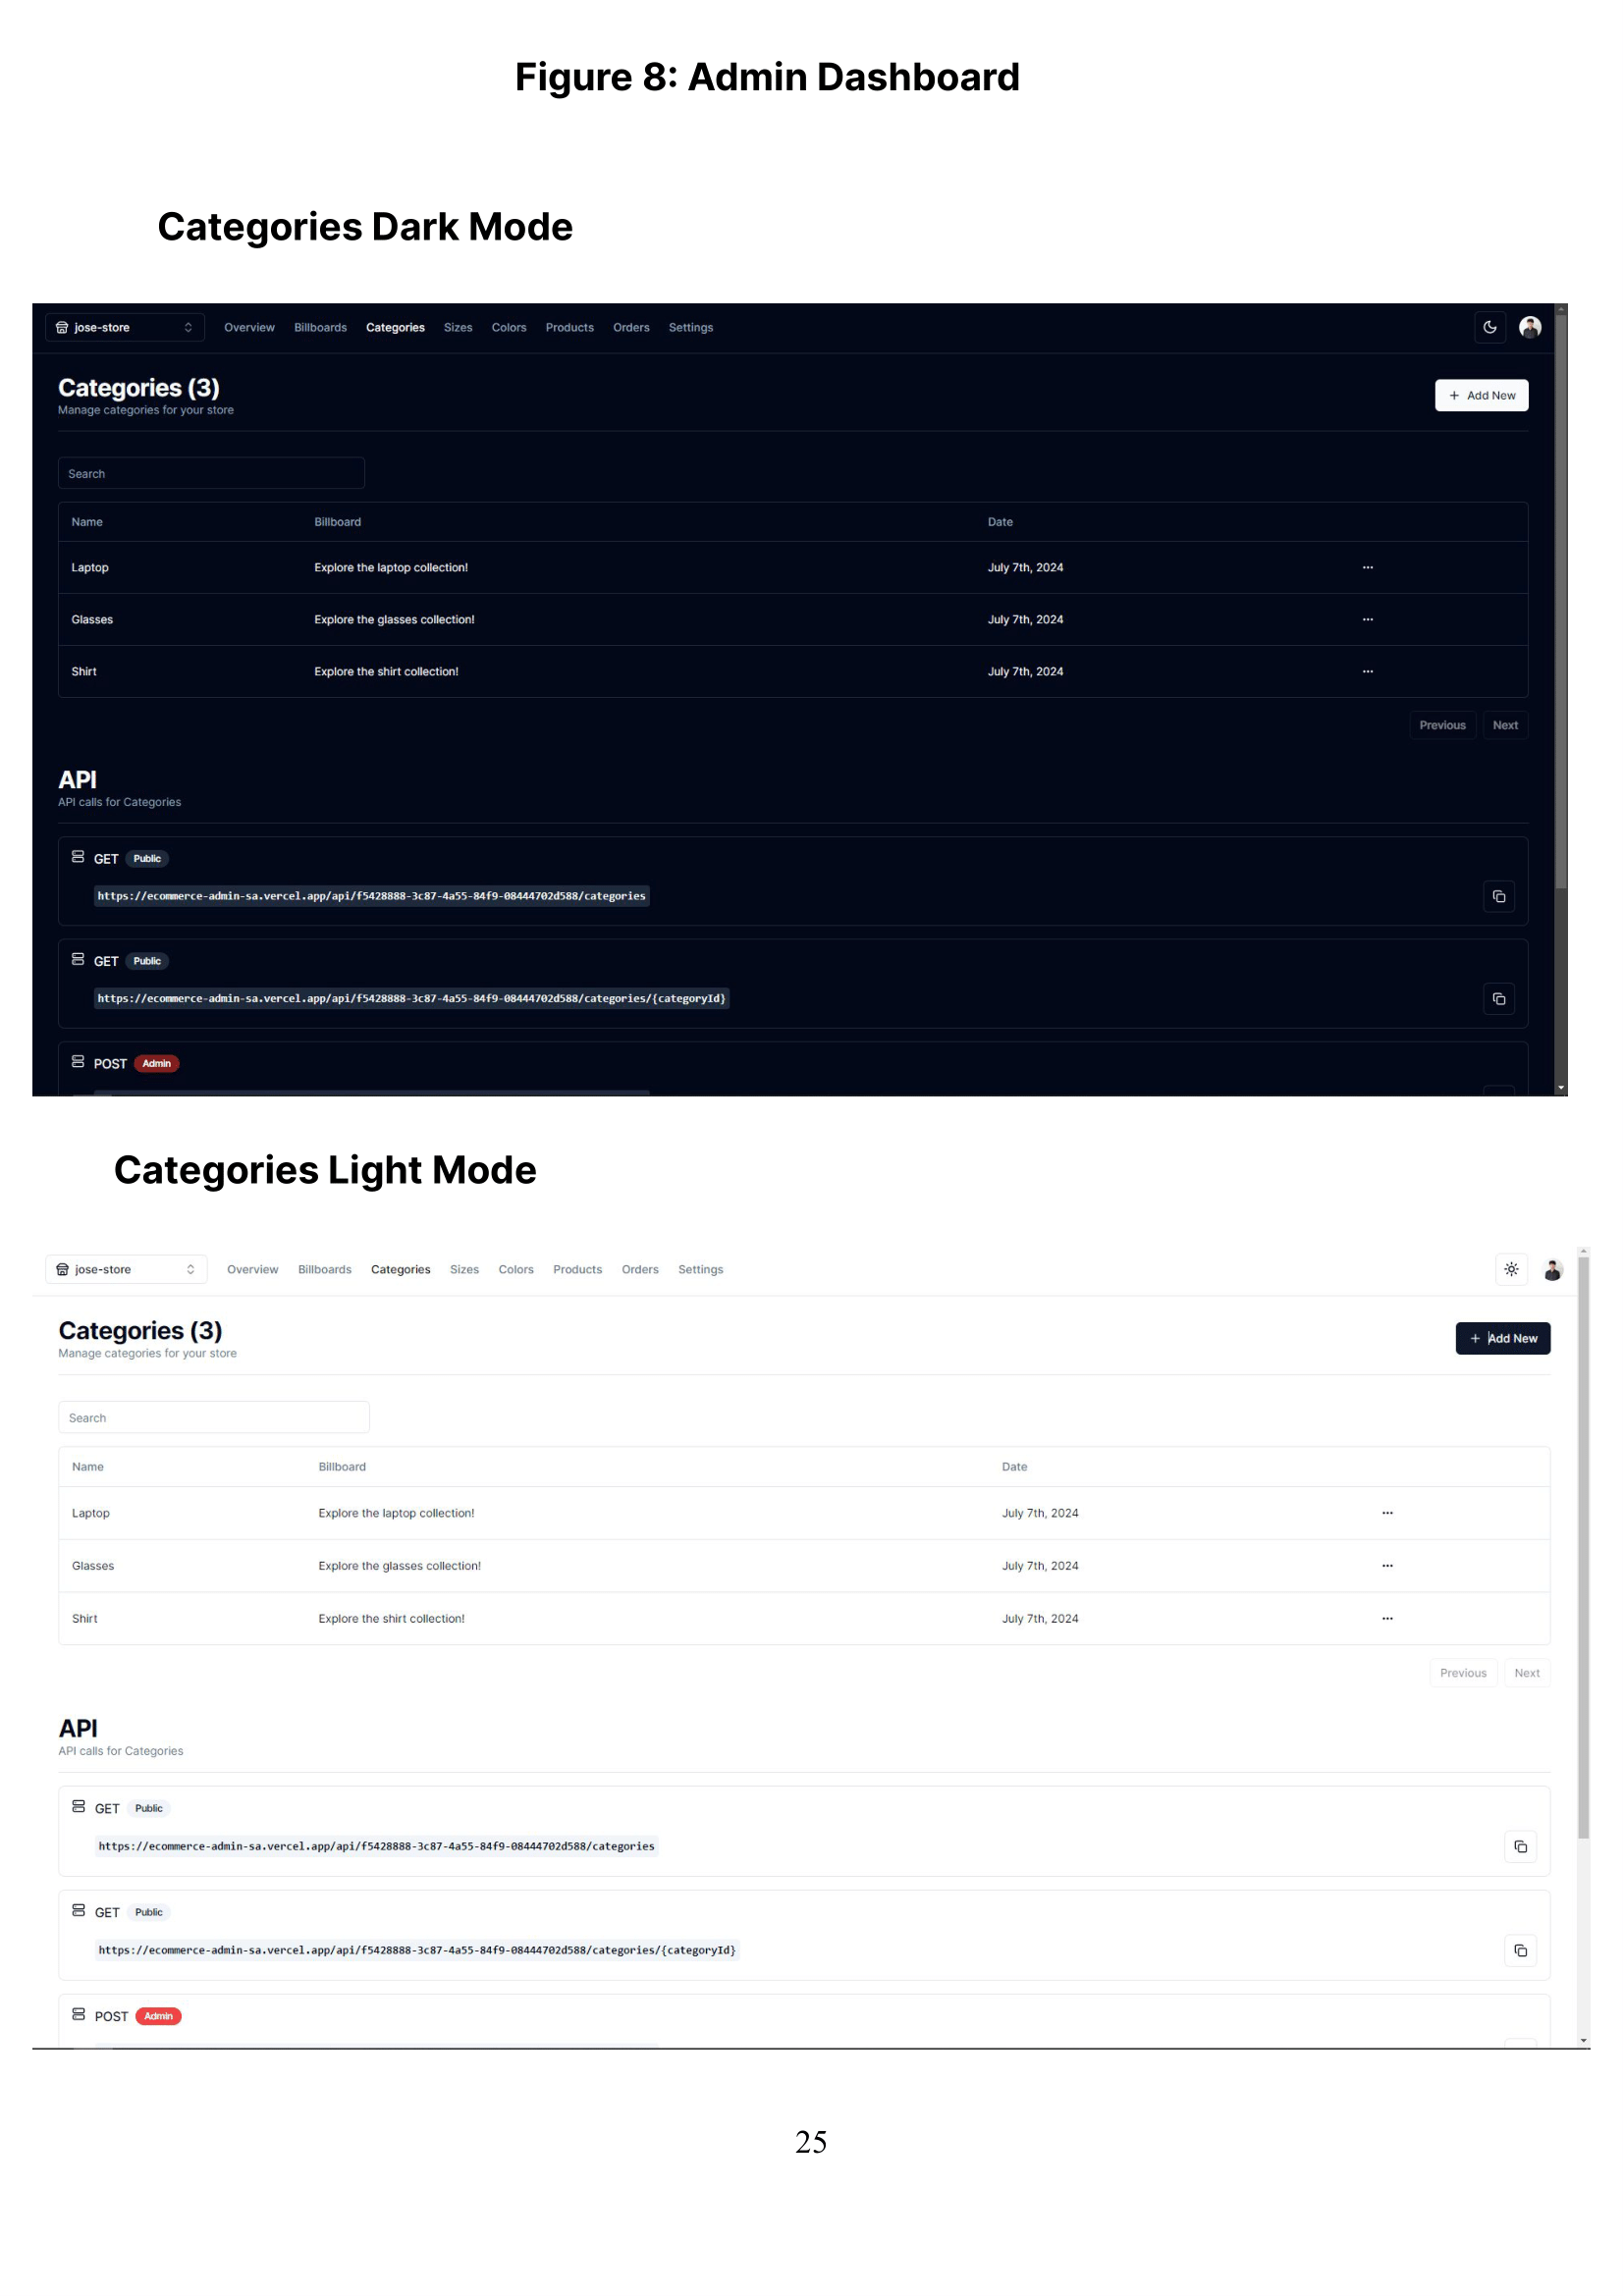 Figure 8: Admin Dashboard
Categories Dark Mode
jose-store Overview Billboards Categories Sizes Colors Products Orders Settings
Categories (3)
Manage categories for your store
+ Add New
Search
Name Billboard Date
Laptop Explore the laptop collection! July 7th, 2024 ...
Glasses Explore the glasses collection! July 7th, 2024 ...
Shirt Explore the shirt collection! July 7th, 2024 ...
Previous Next
API
API calls for Categories
GET Public
https://ecommerce-admin-sa.vercel.app/api/f5428888-3c87-4a55-84f9-08444702d588/categories
GET Public
https://ecommerce-admin-sa.vercel.app/api/f5428888-3c87-4a55-84f9-08444702d588/categories/{categoryId}
POST Admin
Categories Light Mode
jose-store Overview Billboards Categories Sizes Colors Products Orders Settings
Categories (3)
Manage categories for your store
+ Add New
Search
Name Billboard Date
Laptop Explore the laptop collection! July 7th, 2024 ...
Glasses Explore the glasses collection! July 7th, 2024 ...
Shirt Explore the shirt collection! July 7th, 2024 ...
Previous Next
API
API calls for Categories
GET Public
https://ecommerce-admin-sa.vercel.app/api/f5428888-3c87-4a55-84f9-08444702d588/categories
GET Public
https://ecommerce-admin-sa.vercel.app/api/f5428888-3c87-4a55-84f9-08444702d588/categories/{categoryId}
POST Admin
25